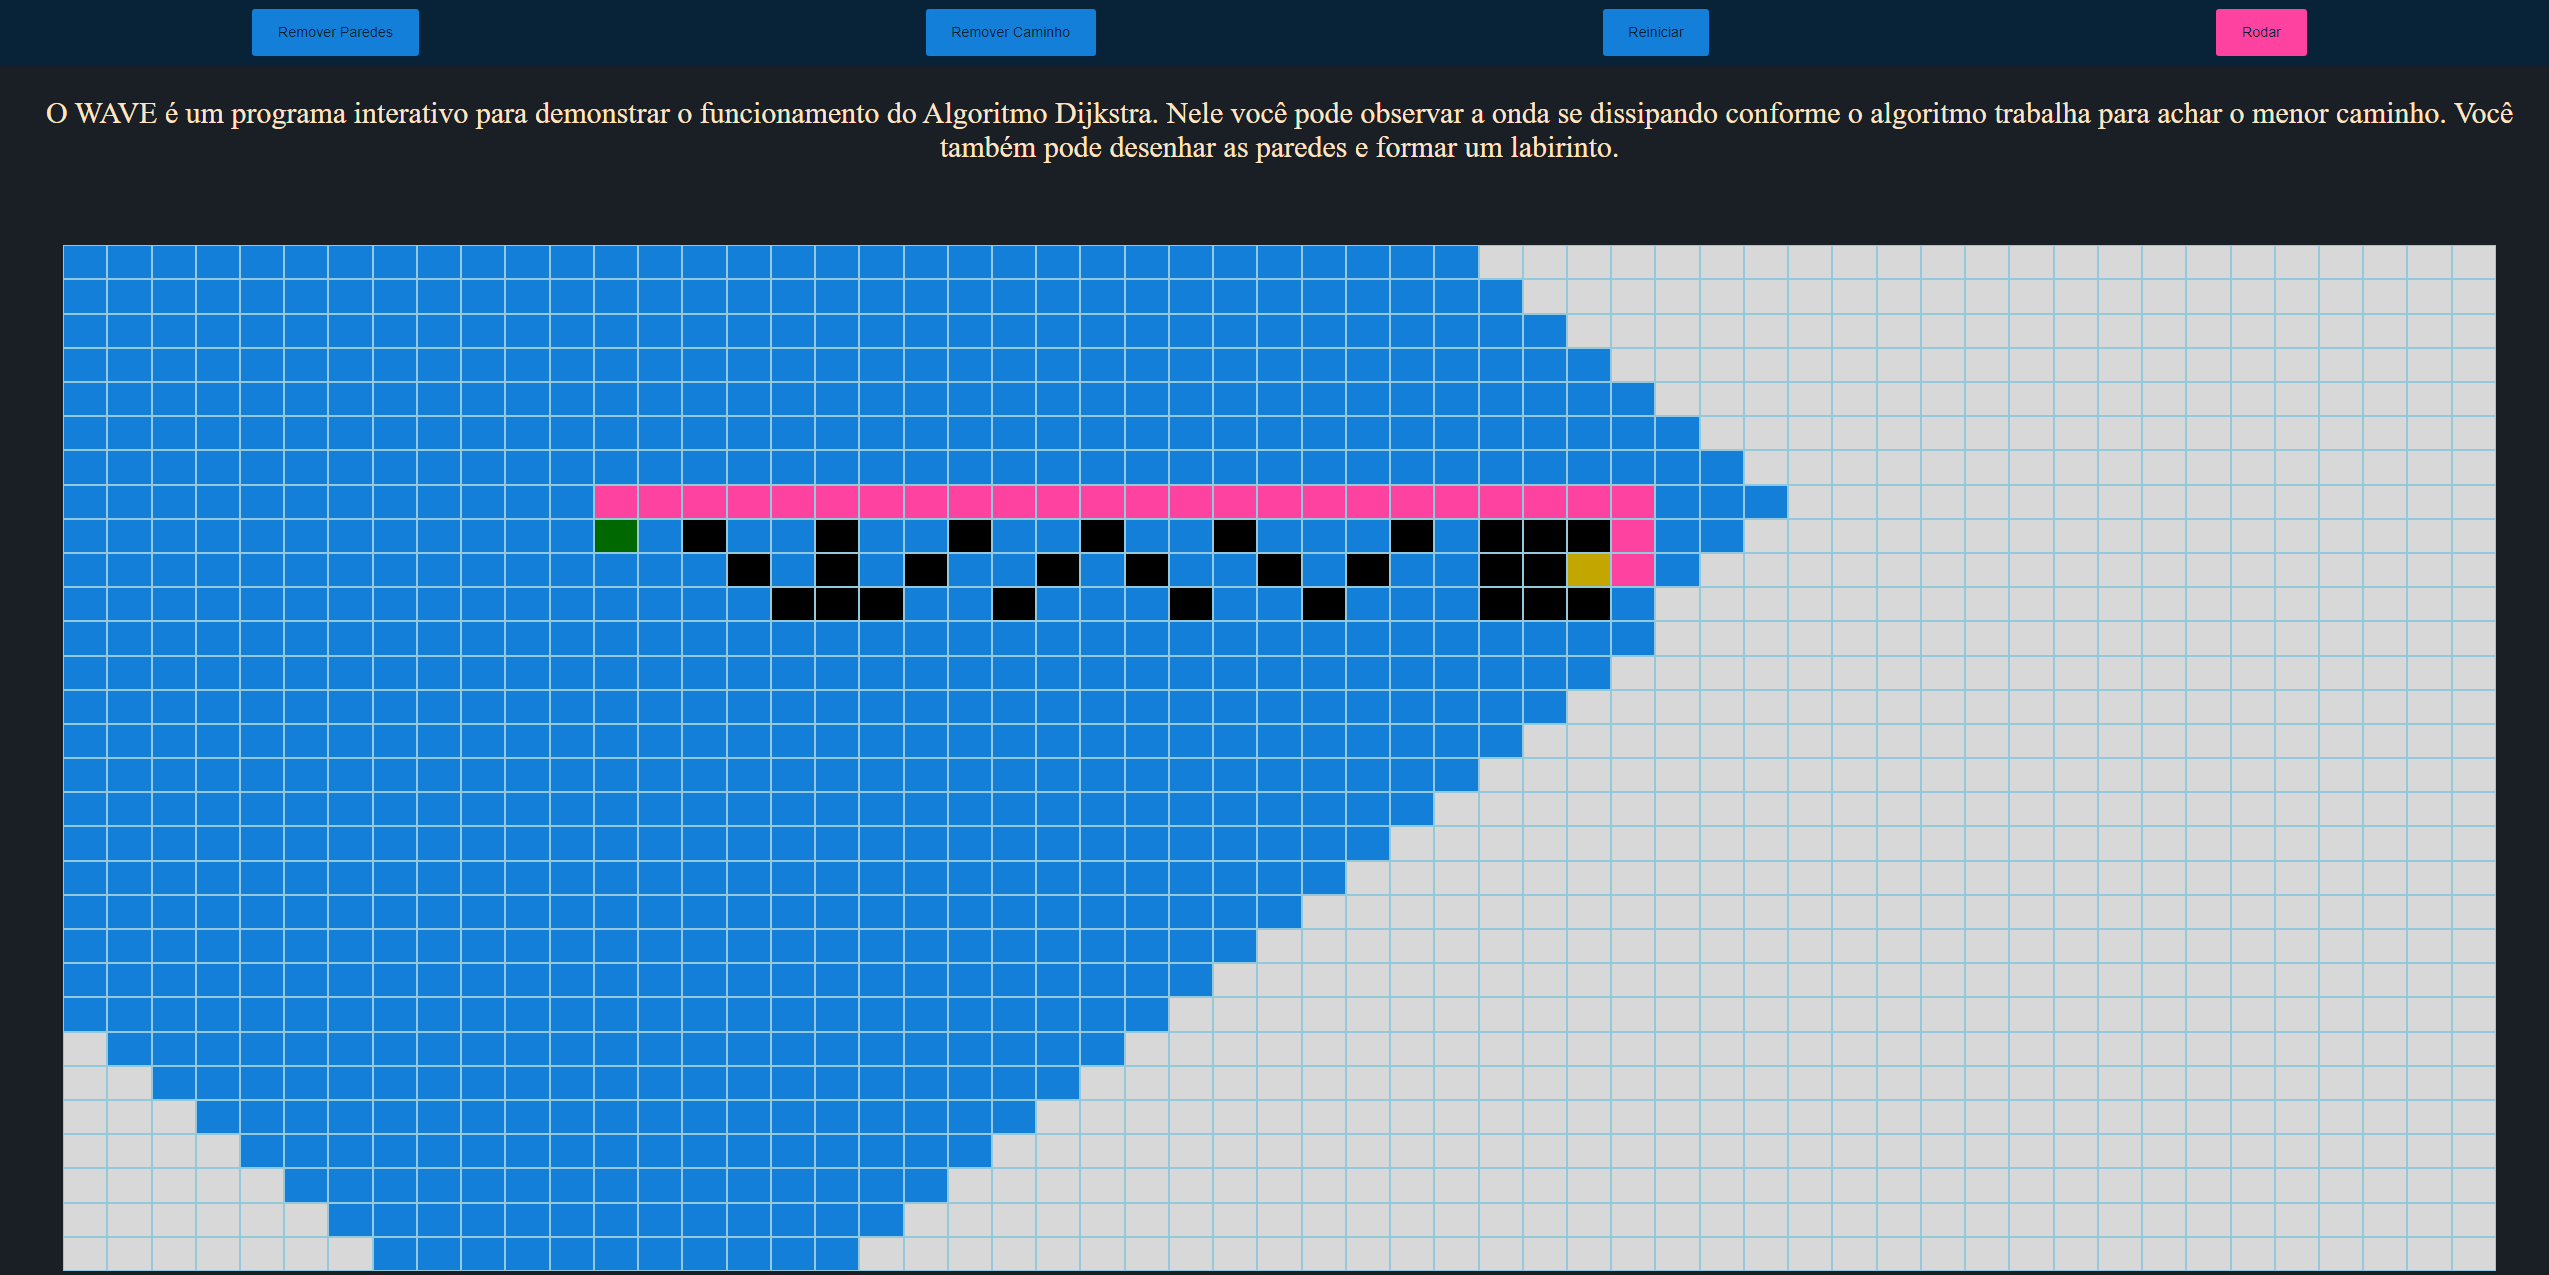 Remover Paredes
Remover Caminho
Reiniciar
Rodar
O WAVE é um programa interativo para demonstrar o funcionamento do Algoritmo Dijkstra. Nele você pode observar a onda se dissipando conforme o algoritmo trabalha para achar o menor caminho. Você
também pode desenhar as paredes e formar um labirinto.